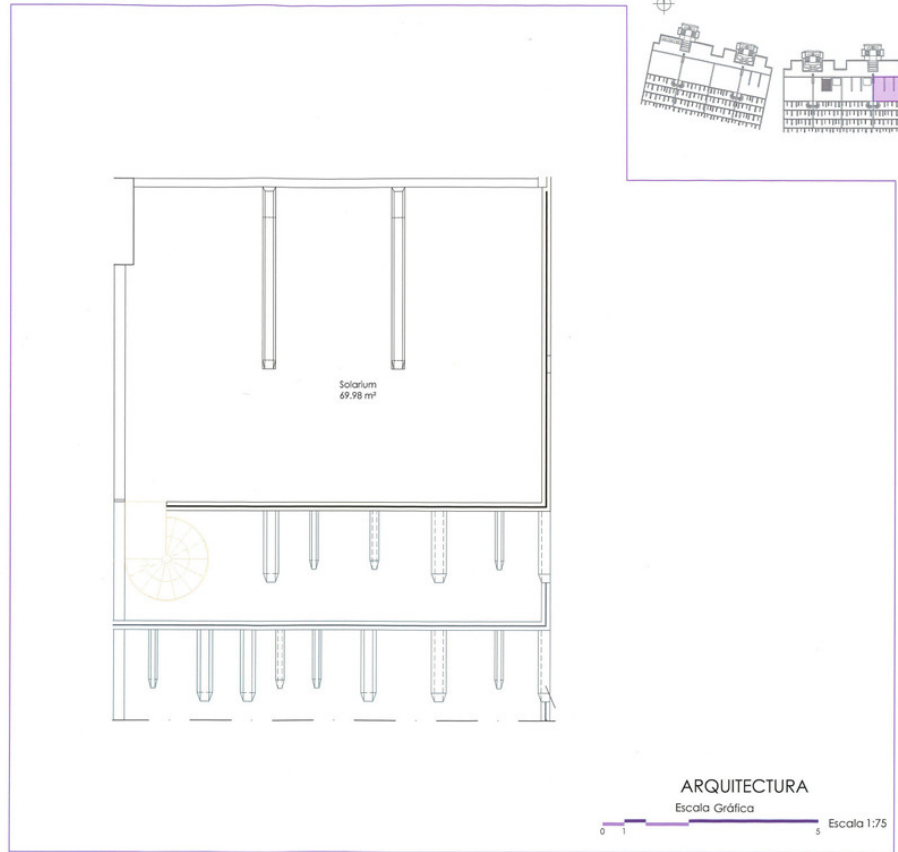 Solarium
69.98 m²
ARQUITECTURA
Escala Gráfica
0 1 5 Escala 1:75